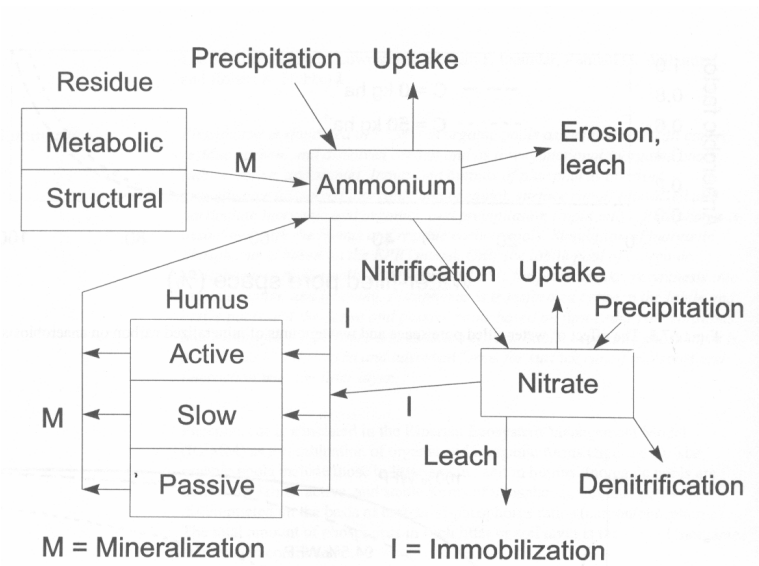 Precipitation
Uptake
Residue
Metabolic
Structural
M
Ammonium
Erosion,
leach
Nitrification
Uptake
Precipitation
Humus
Active
Slow
Passive
M
I
I
Nitrate
Leach
Denitrification
M = Mineralization
I = Immobilization